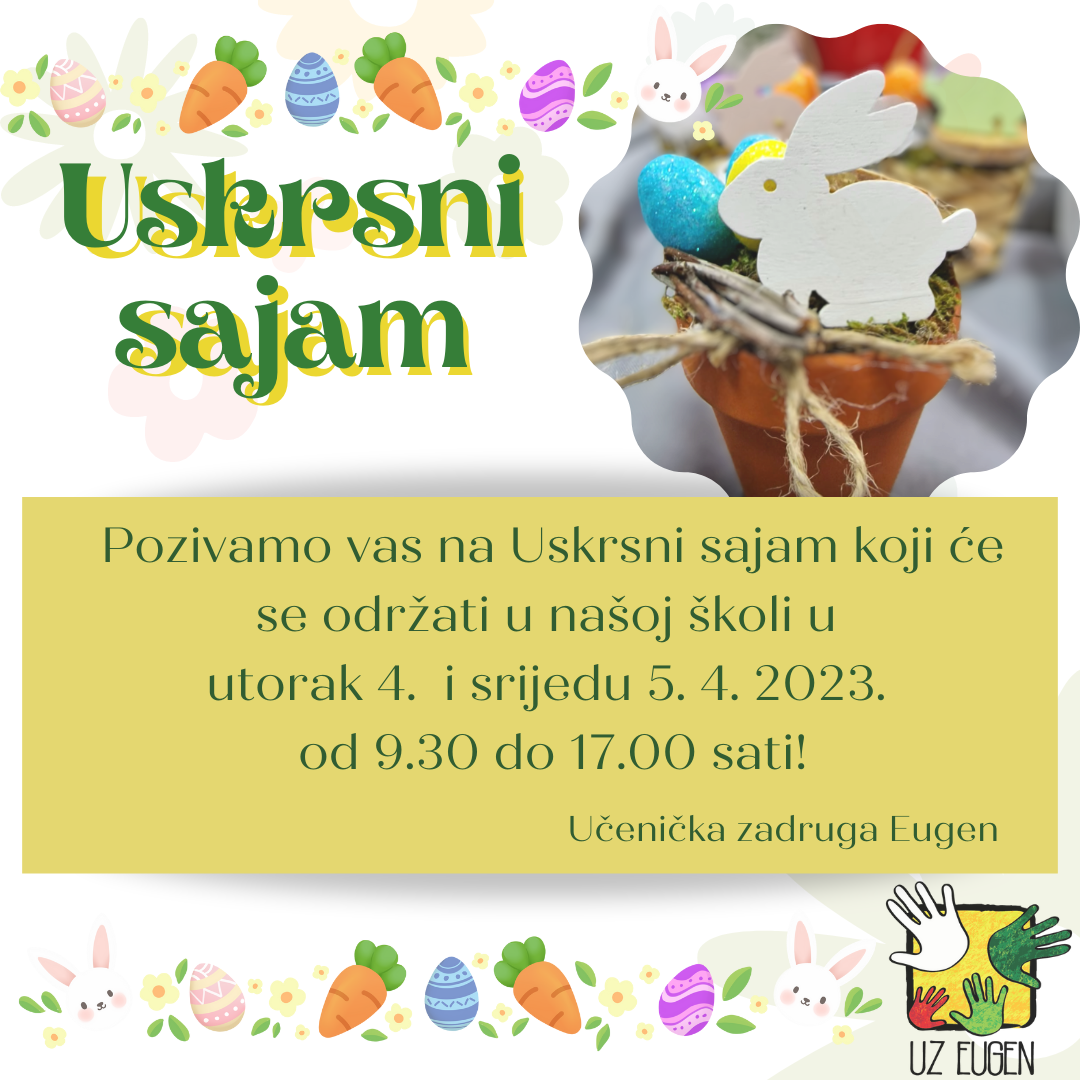 Uskrsni
sajam
Pozivamo vas na Uskrsni sajam koji će
se održati u našoj školi u
utorak 4. i srijedu 5. 4. 2023.
od 9.30 do 17.00 sati!
Učenička zadruga Eugen
UZ EUGEN